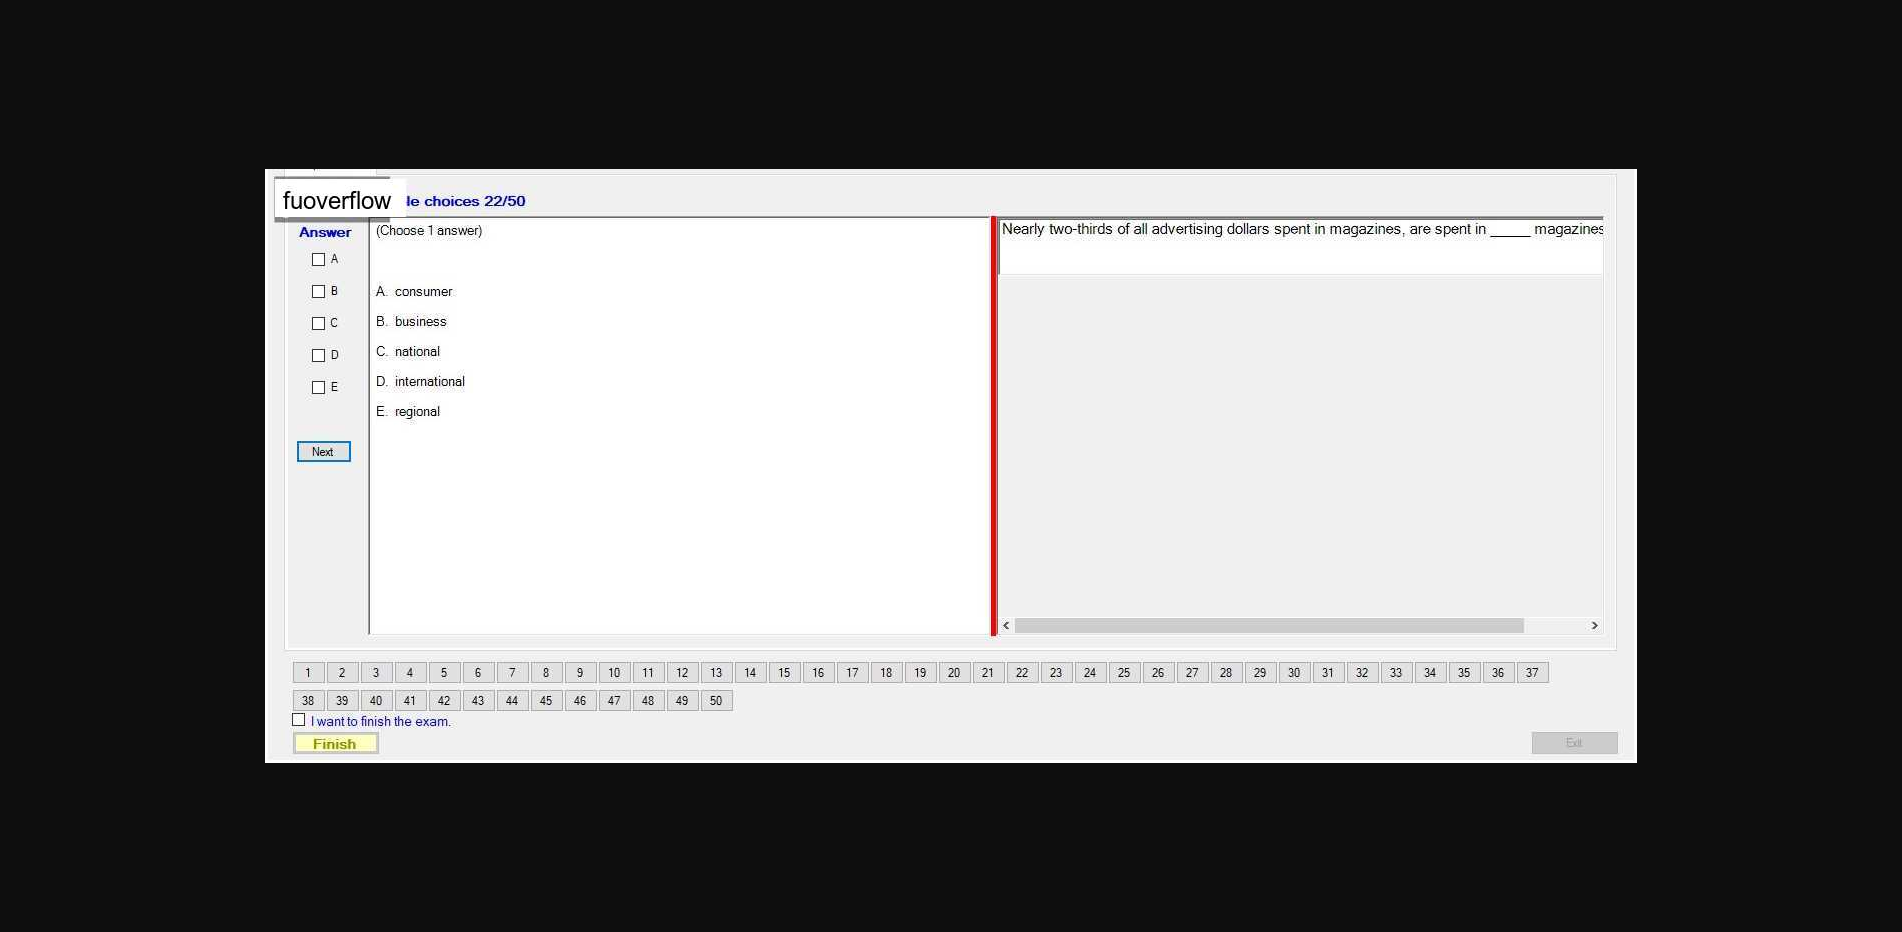 fuoverflow
le choices 22/50
Answer
(Choose 1 answer)
A
B
C
D
E
A. consumer
B. business
C. national
D. international
E. regional
Next
Nearly two-thirds of all advertising dollars spent in magazines, are spent in _____ magazines
1 2 3 4 5 6 7 8 9 10 11 12 13 14 15 16 17 18 19 20 21 22 23 24 25 26 27 28 29 30 31 32 33 34 35 36 37
38 39 40 41 42 43 44 45 46 47 48 49 50
I want to finish the exam.
Finish
Exit